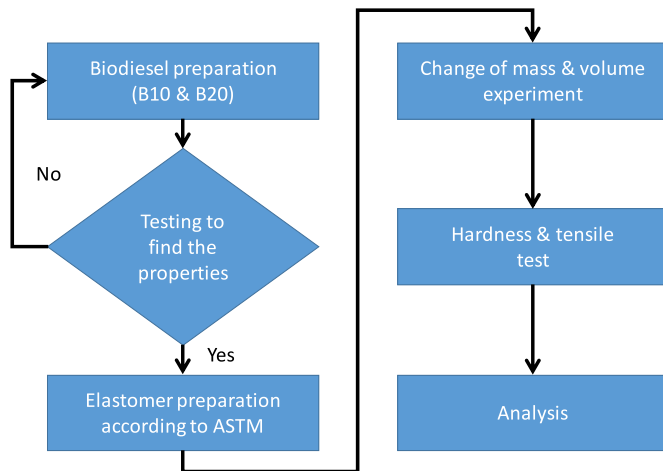 Biodiesel preparation
(B10 & B20)
No
Testing to
find the
properties
Yes
Elastomer preparation
according to ASTM
Change of mass & volume
experiment
Hardness & tensile
test
Analysis